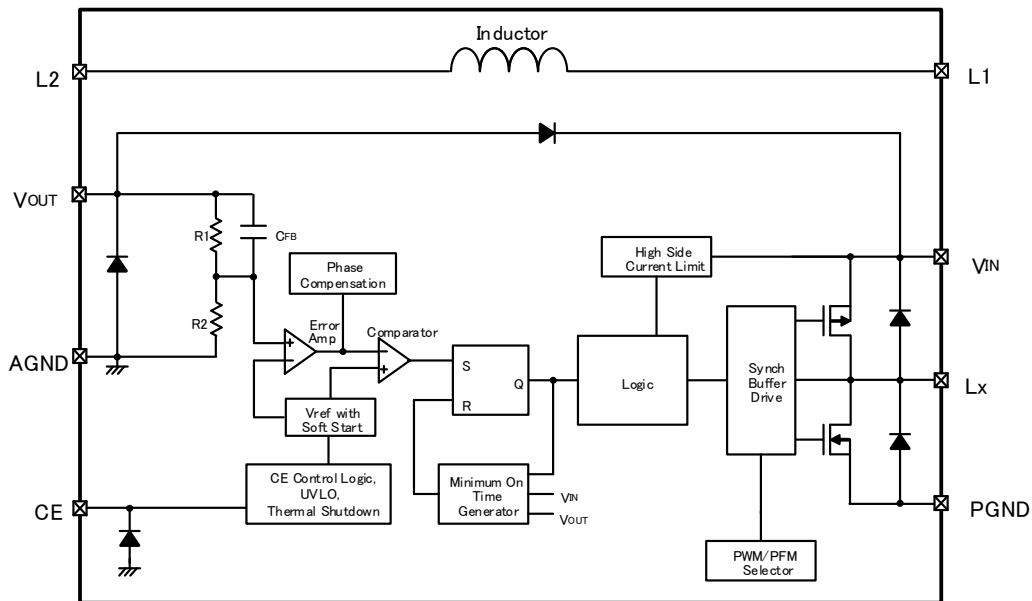 Inductor
L2
L1
VOUT
R1
CFB
High Side
Current Limit
VIN
Phase
Compensation
R2
Error
Amp
Comparator
AGND
S
Q
R
Logic
Synch
Buffer
Drive
Lx
Vref with
Soft Start
CE Control Logic,
UVLO,
Thermal Shutdown
Minimum On
Time
Generator
VIN
VOUT
CE
PGND
PWM/PFM
Selector